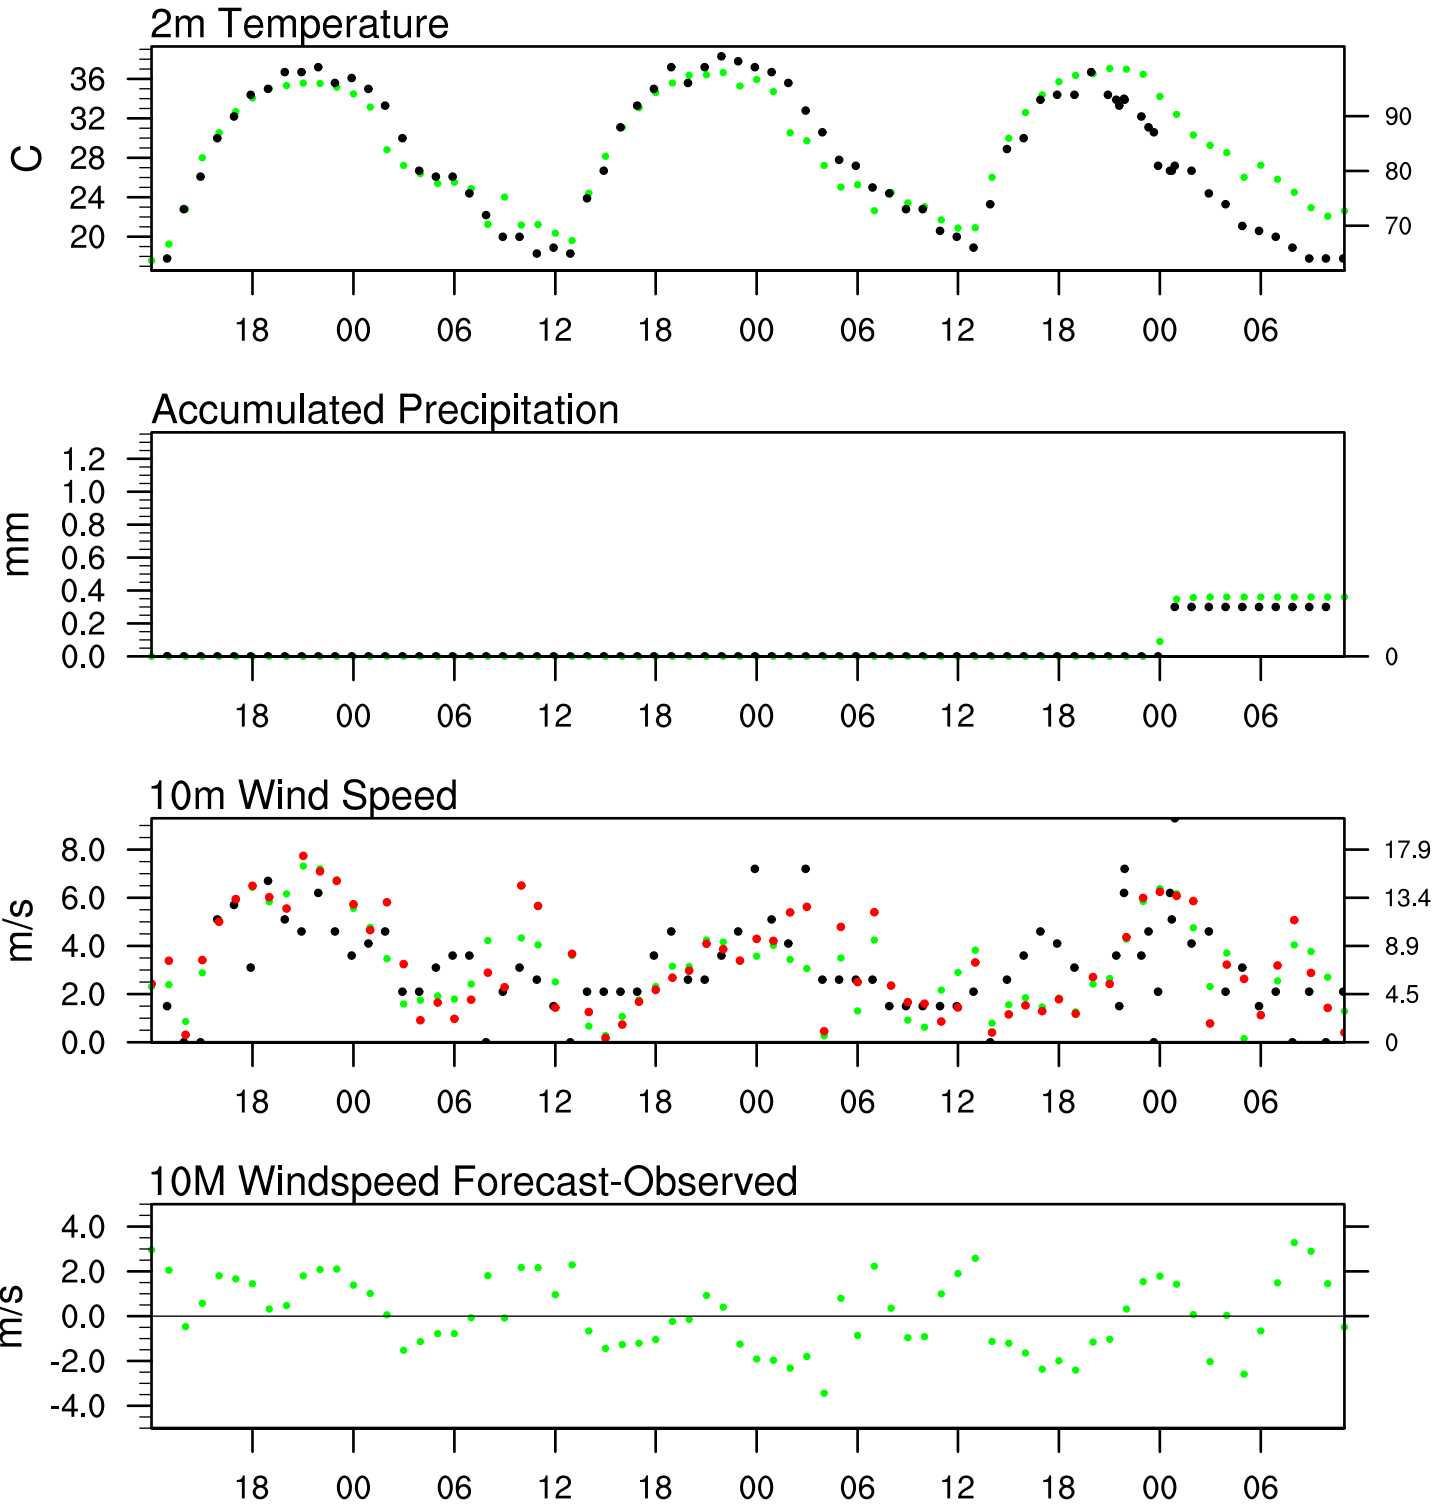 2m Temperature
36
32
28
24
20
C
90
80
70
18 00 06 12 18 00 06 12 18 00 06
Accumulated Precipitation
1.2
1.0
0.8
0.6
0.4
0.2
0.0
mm
0
18 00 06 12 18 00 06 12 18 00 06
10m Wind Speed
8.0
6.0
4.0
2.0
0.0
m/s
17.9
13.4
8.9
4.5
0
18 00 06 12 18 00 06 12 18 00 06
10M Windspeed Forecast-Observed
4.0
2.0
0.0
-2.0
-4.0
m/s
18 00 06 12 18 00 06 12 18 00 06